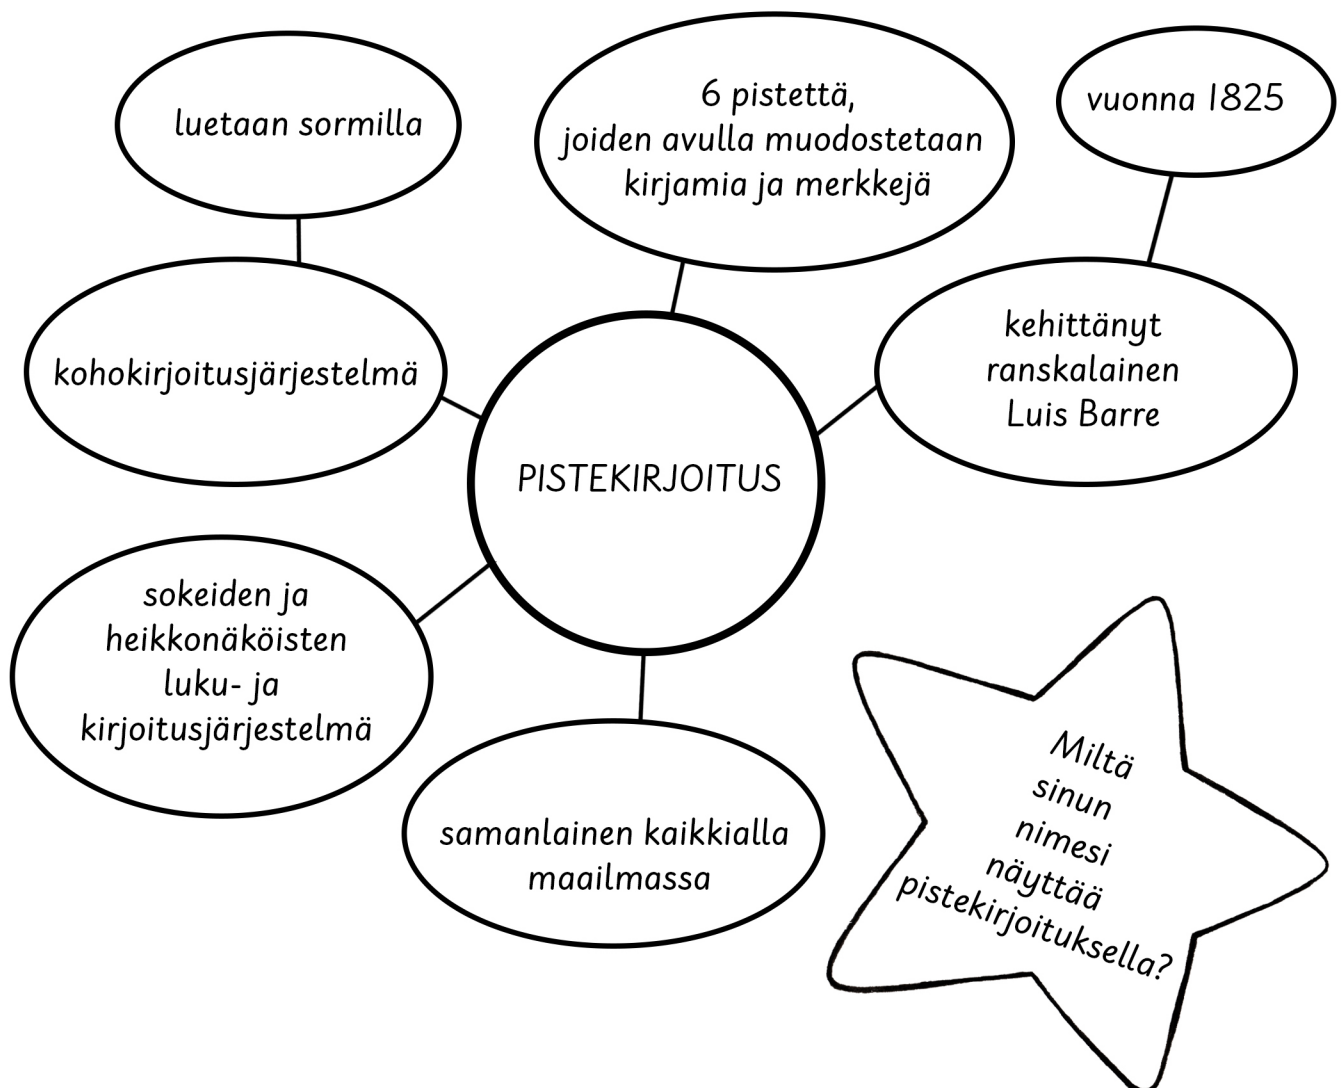 luetaan sormilla
6 pistettä,
joiden avulla muodostetaan
kirjamia ja merkkejä
vuonna 1825
kohokirjoitusjärjestelmä
kehittänyt
ranskalainen
Luis Barre
PISTEKIRJOITUS
sokeiden ja
heikkonäköisten
luku- ja
kirjoitusjärjestelmä
samanlainen kaikkialla
maailmassa
Miltä
sinun
nimesi
näyttää
pistekirjoituksella?